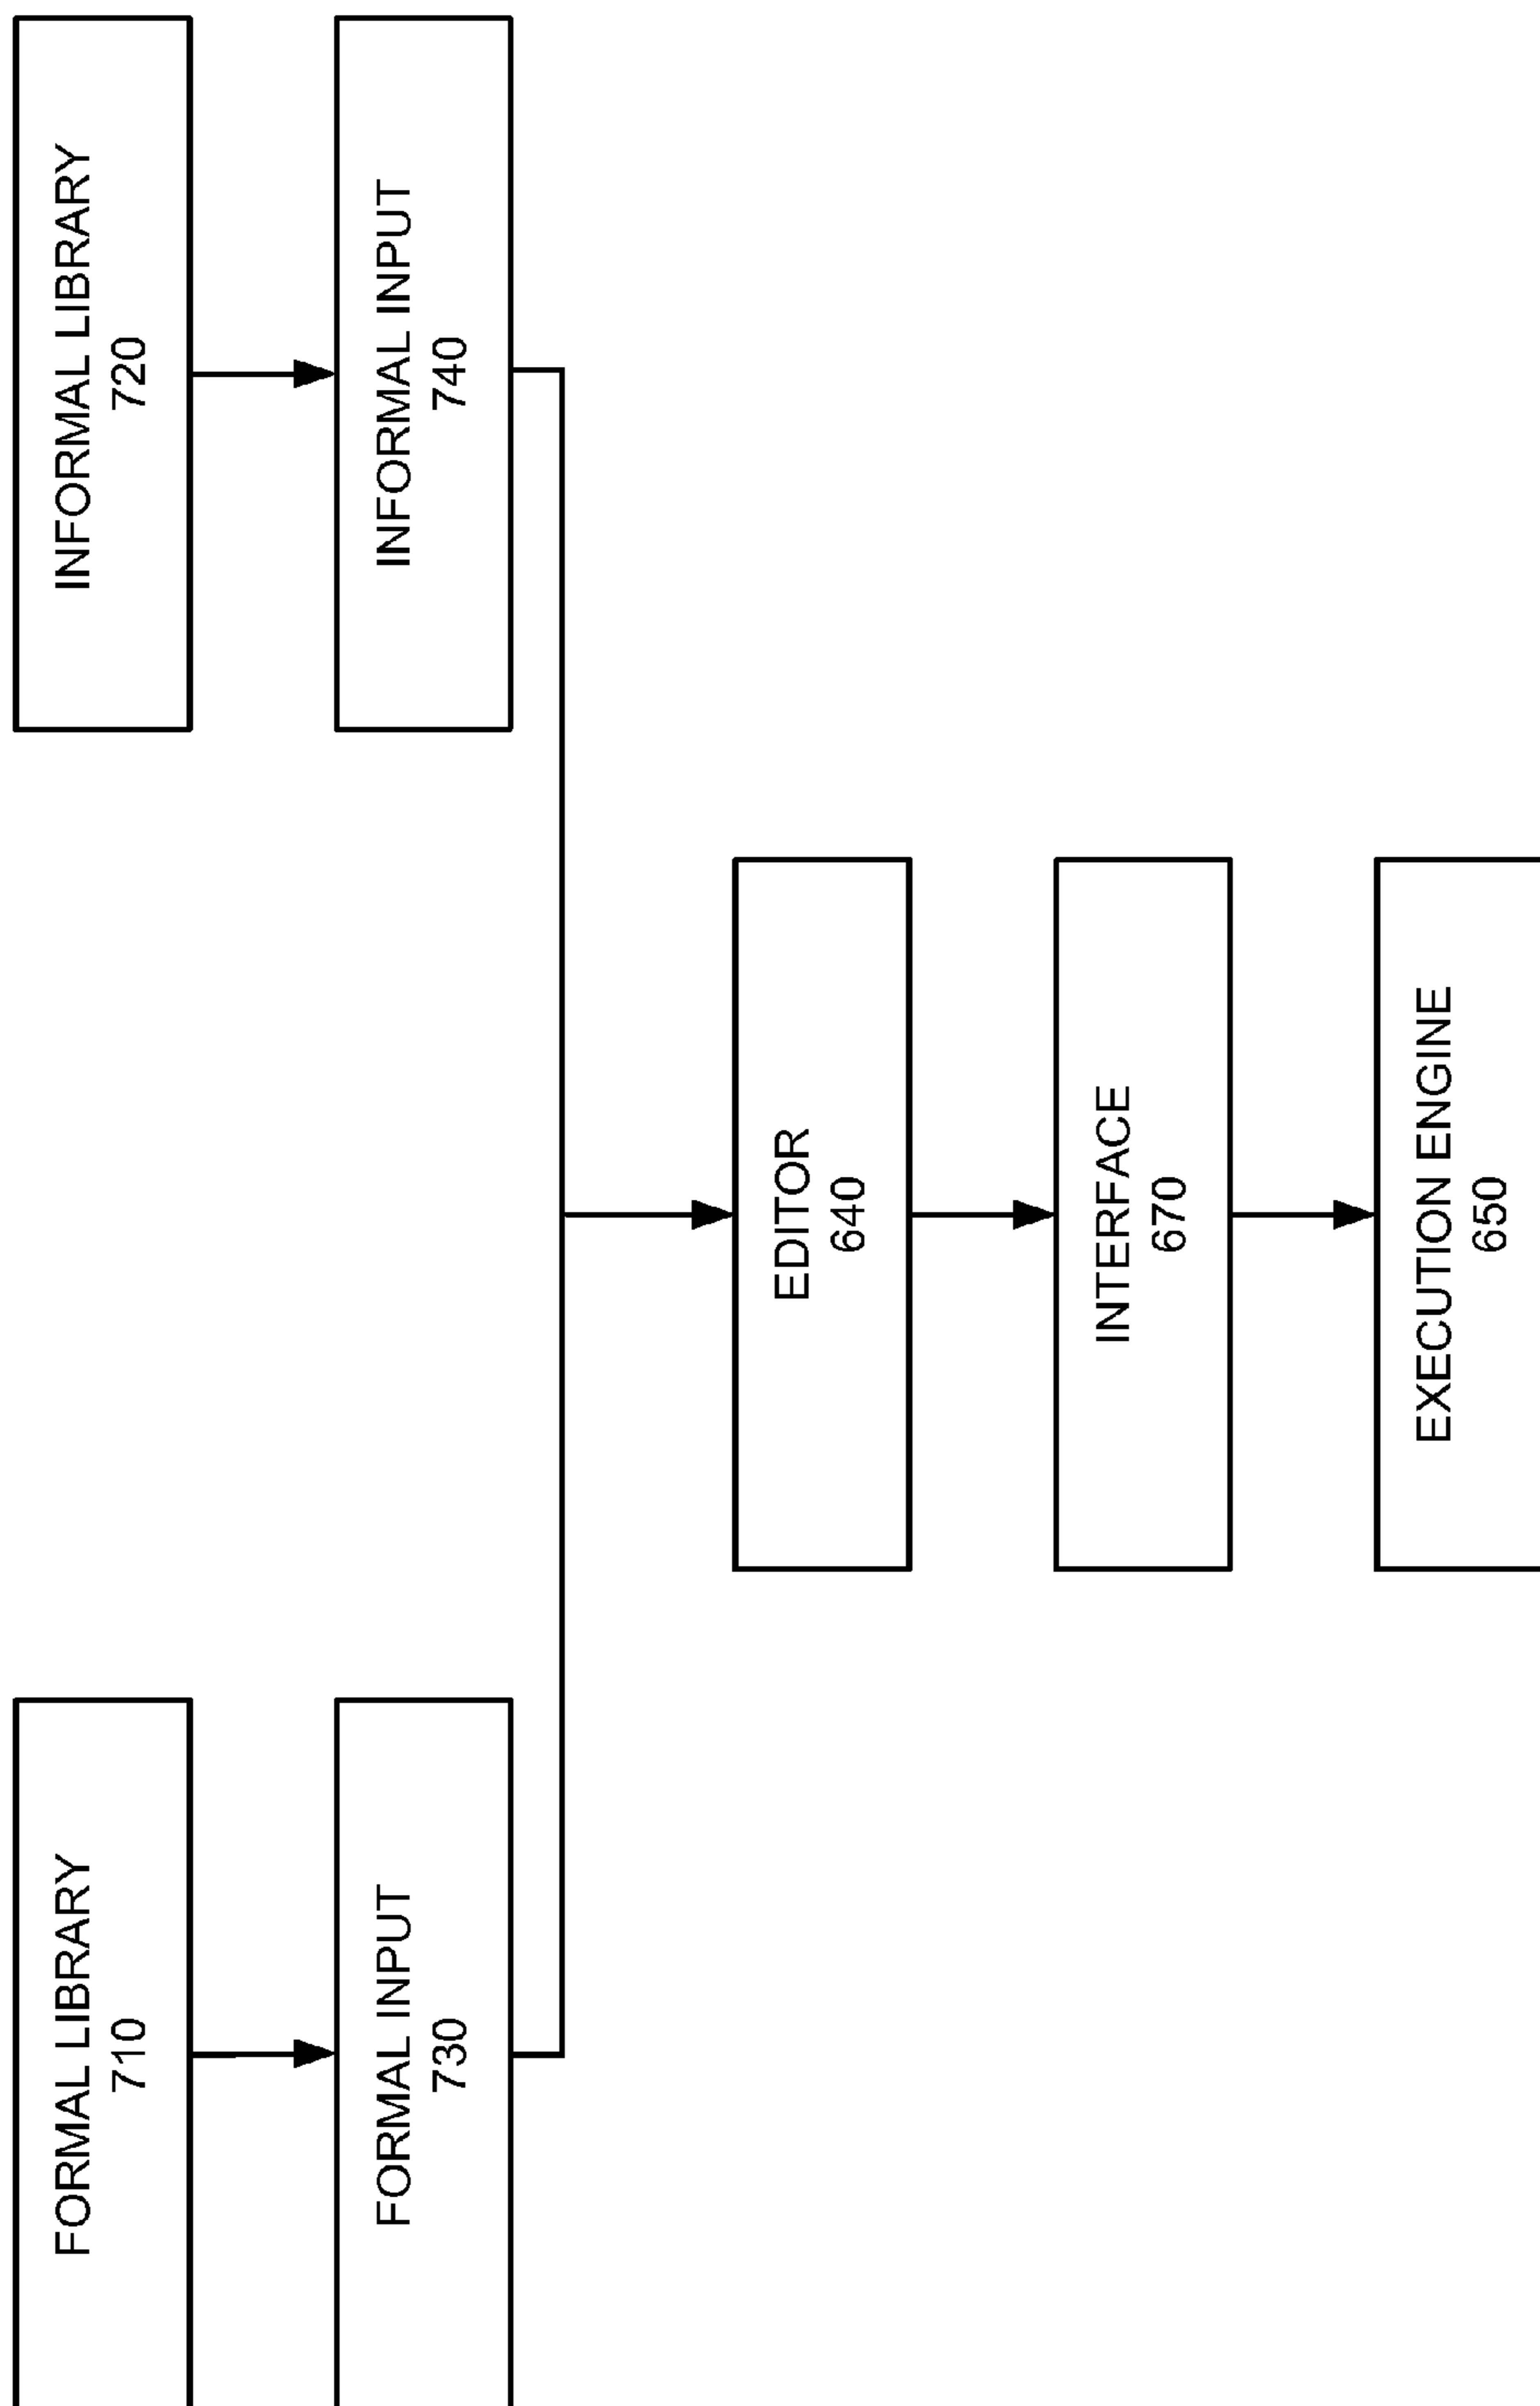 FORMAL LIBRARY
710
INFORMAL LIBRARY
720
FORMAL INPUT
730
INFORMAL INPUT
740
EDITOR
640
INTERFACE
670
EXECUTION ENGINE
650